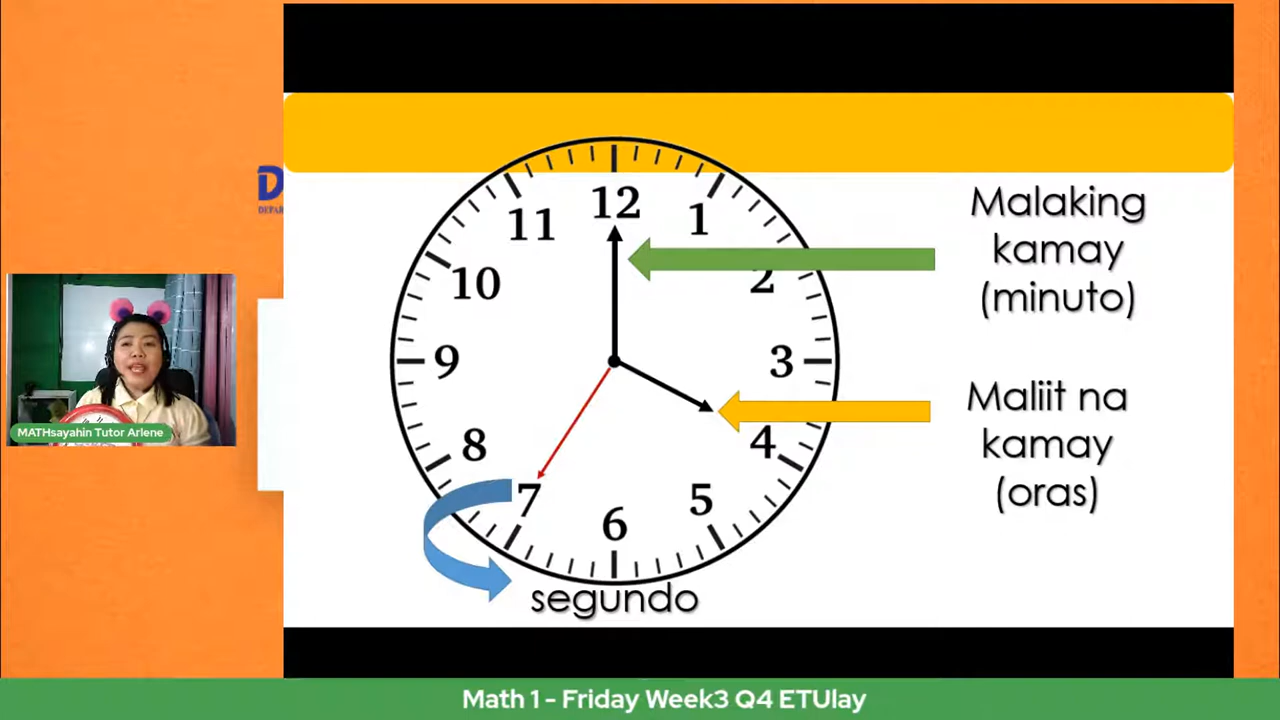 12
1
2
3
4
5
6
7
8
9
10
11
Malaking
kamay
(minuto)
Maliit na
kamay
(oras)
segundo
D
DEPAR
MATHsayahin Tutor Arlene
Math 1 - Friday Week3 Q4 ETUlay